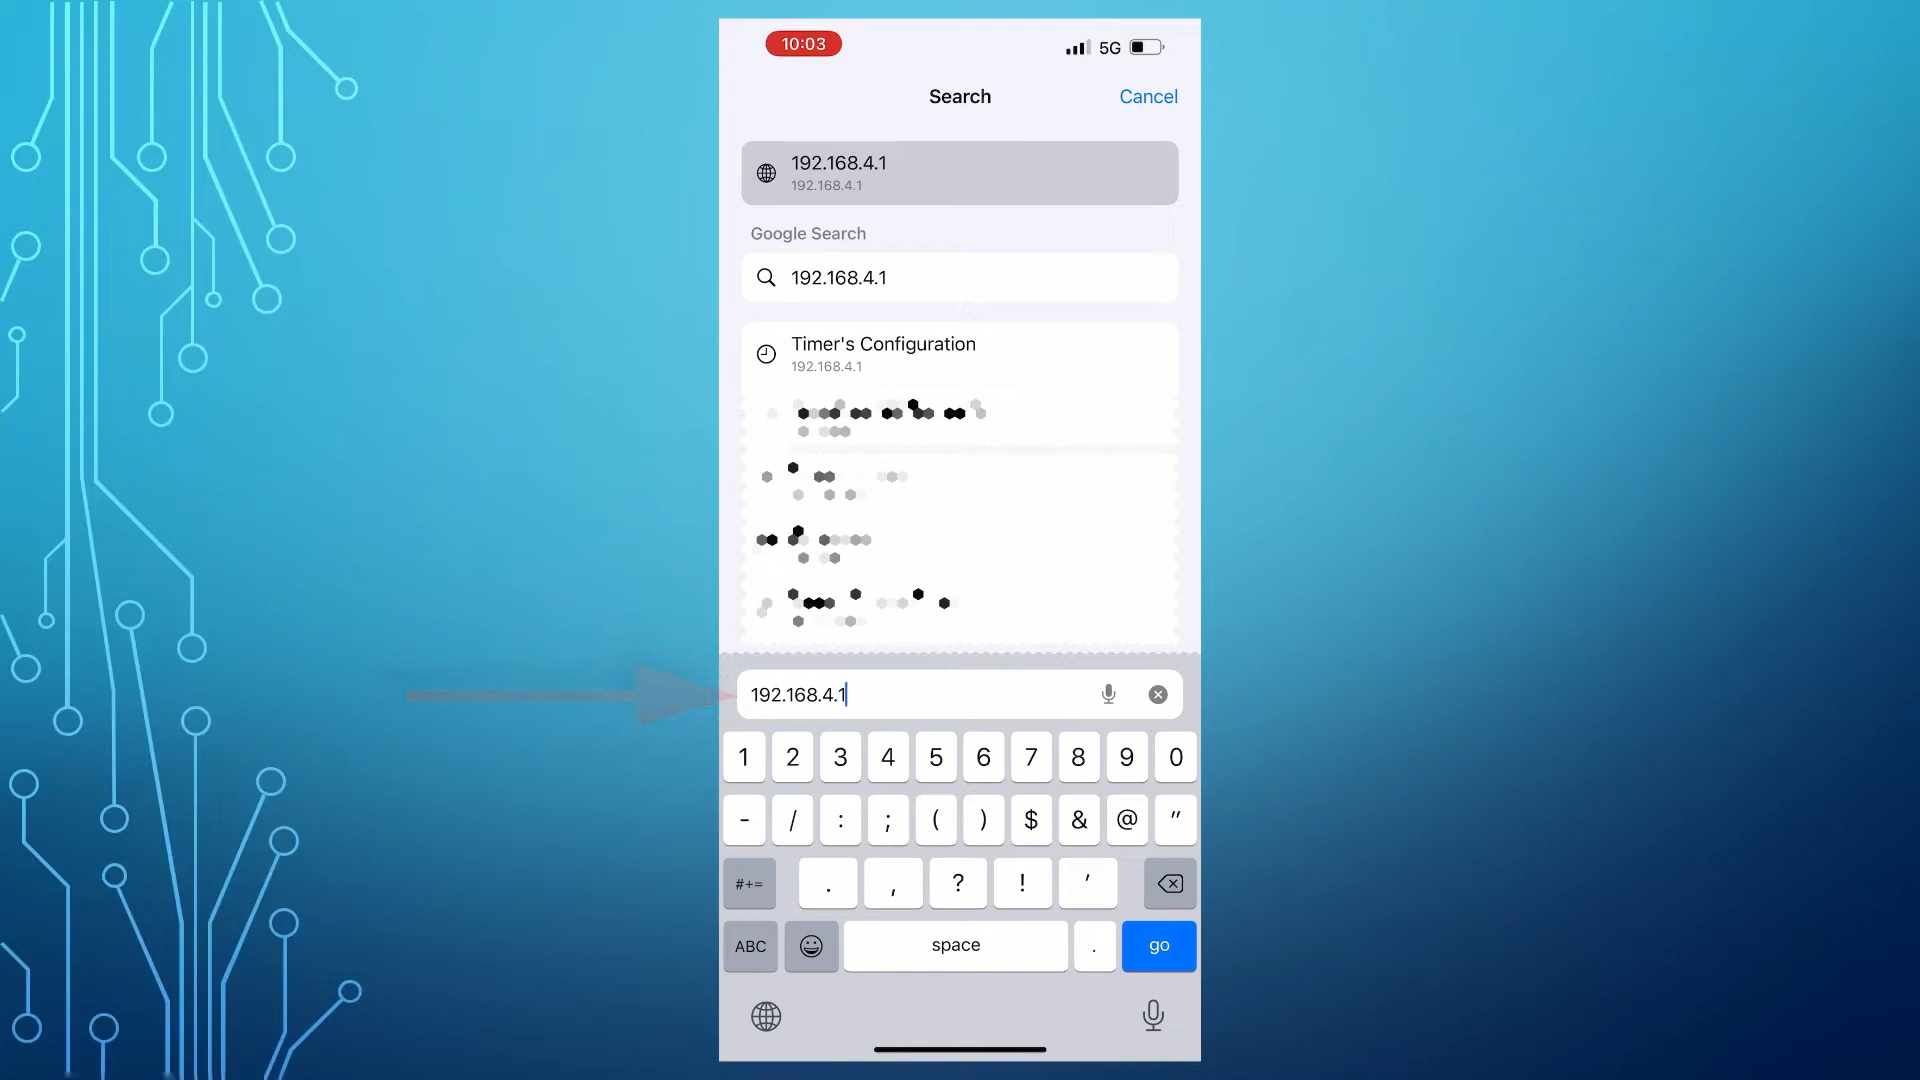 10:03
5G
Search
Cancel
192.168.4.1
192.168.4.1
Google Search
192.168.4.1
Timer's Configuration
192.168.4.1
192.168.4.1
1 2 3 4 5 6 7 8 9 0
- / : ; ( ) $ & @ "
#+= . , ? ! '
ABC space . go